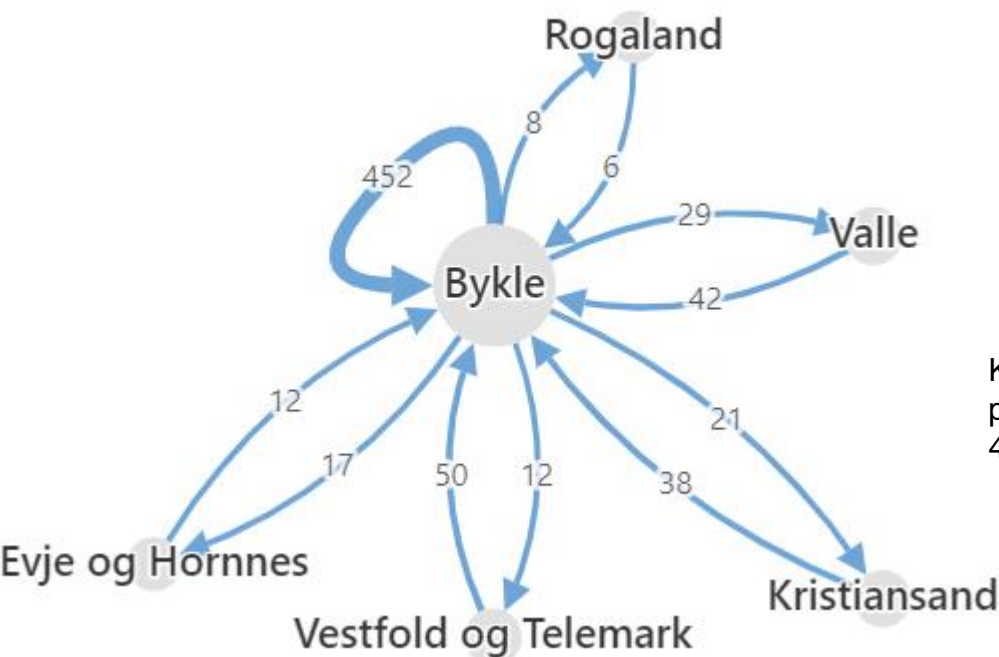 Rogaland
8
6
452
29
Valle
Bykle
42
12
21
17
50
12
38
Evje og Hornnes
Kristiansand
Vestfold og Telemark